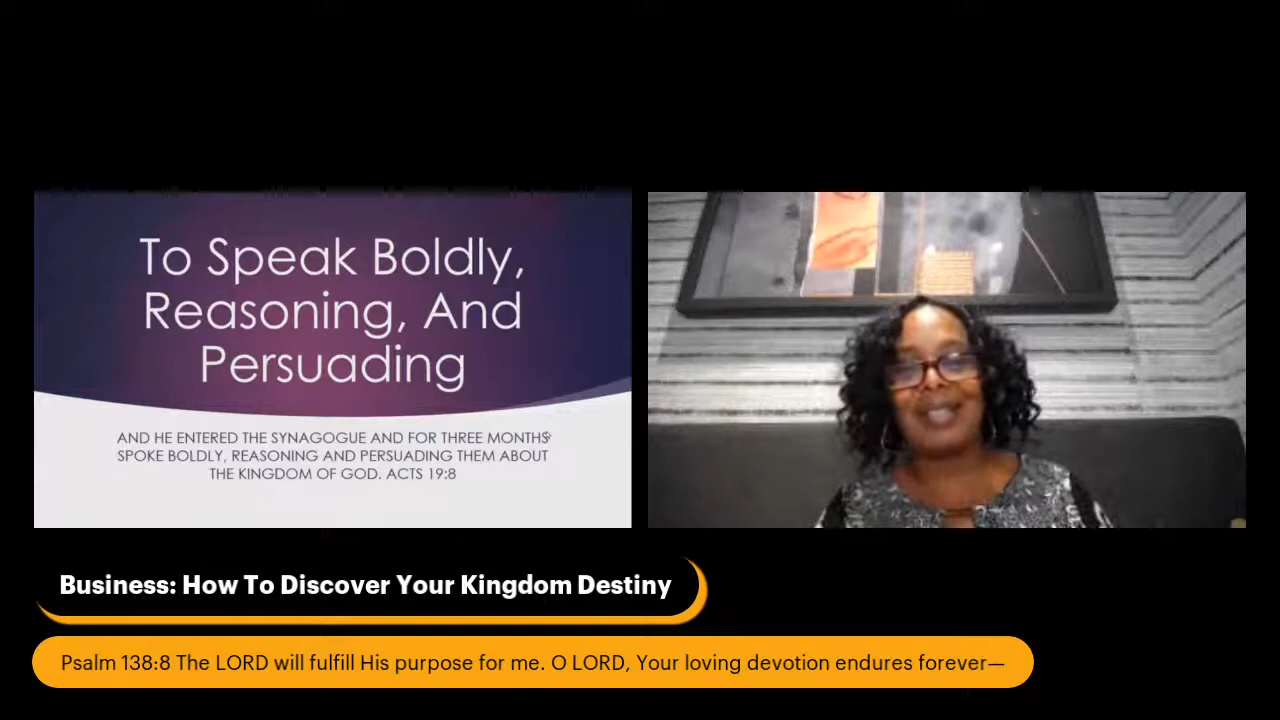 To Speak Boldly,
Reasoning, And
Persuading
AND HE ENTERED THE SYNAGOGUE AND FOR THREE MONTHS
SPOKE BOLDLY, REASONING AND PERSUADING THEM ABOUT
THE KINGDOM OF GOD. ACTS 19:8
Business: How To Discover Your Kingdom Destiny
Psalm 138:8 The LORD will fulfill His purpose for me. O LORD, Your loving devotion endures forever—